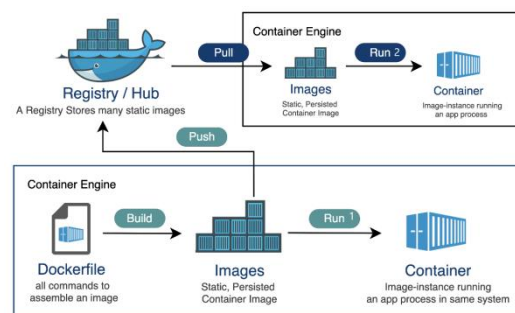 Container Engine
Pull
Run 2
Registry / Hub
A Registry Stores many static images
Images
Static, Persisted
Container Image
Container
Image-instance running
an app process
Push
Container Engine
Build
Run 1
Dockerfile
all commands to
assemble an image
Images
Static, Persisted
Container Image
Container
Image-instance running
an app process in same system